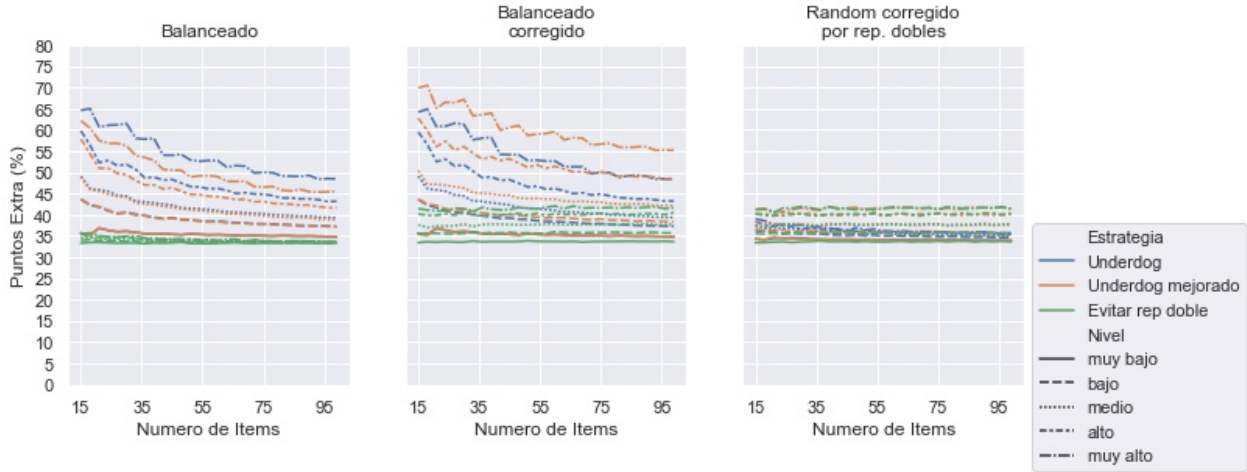 Balanceado
Balanceado
corregido
Random corregido
por rep. dobles
Puntos Extra (%)
80
75
70
65
60
55
50
45
40
35
30
25
20
15
10
5
0
15 35 55 75 95
15 35 55 75 95
15 35 55 75 95
Numero de Items
Numero de Items
Numero de Items
Estrategia
Underdog
Underdog mejorado
Evitar rep doble
Nivel
muy bajo
bajo
medio
alto
muy alto